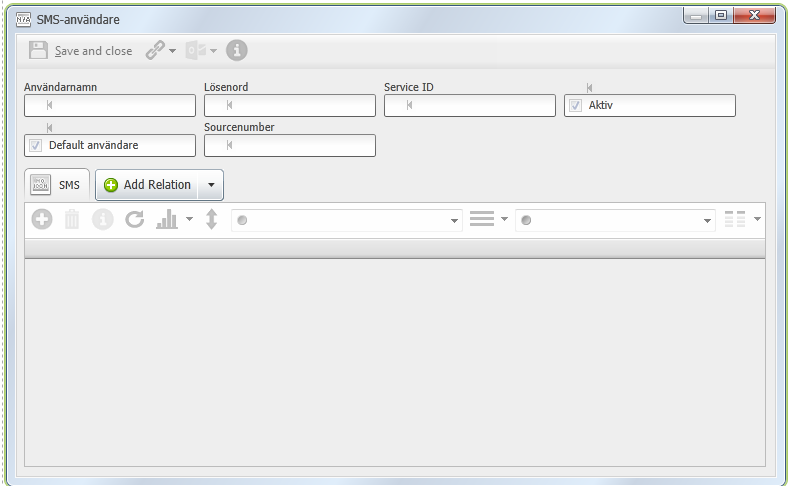 SMS-användare
Save and close
Användarnamn
Lösenord
Service ID
Aktiv
Default användare
Sourcenumber
SMS
Add Relation